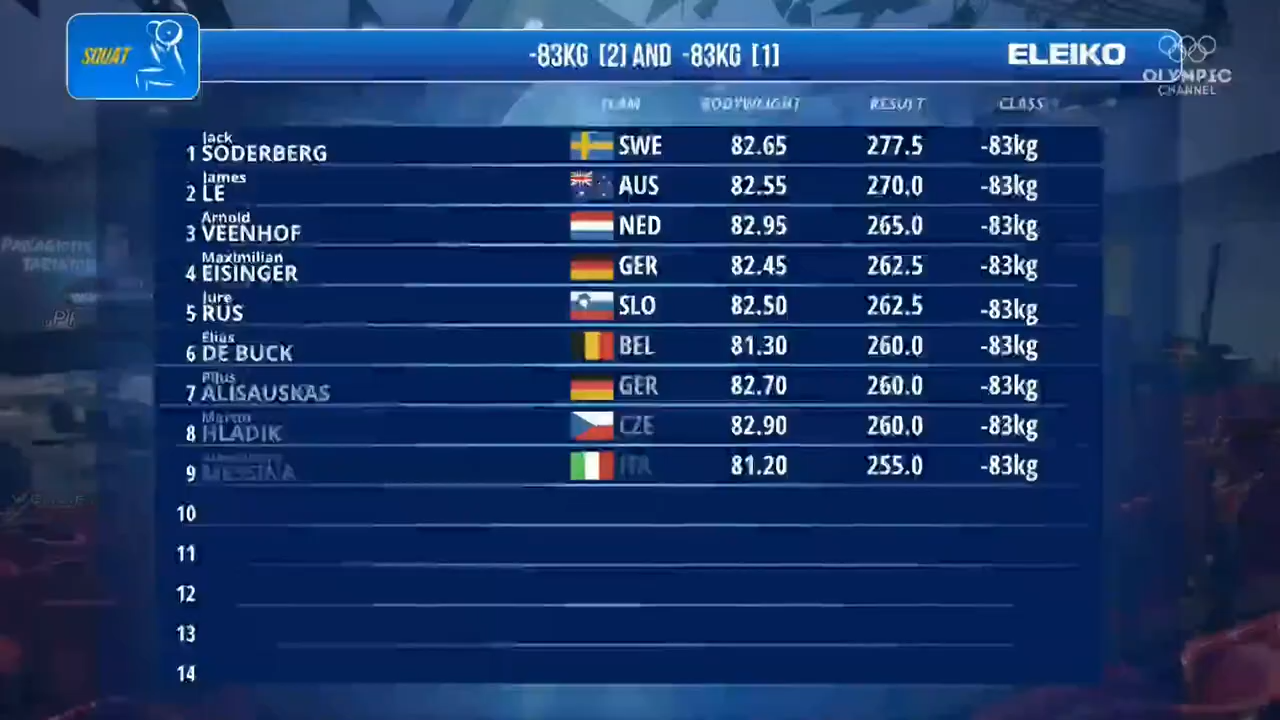 SQUAT
-83KG [2] AND -83KG [1]
ELEIKO
OLYMPIC
CHANNEL
TEAM BODYWEIGHT RESULT CLASS
Jack
1 SODERBERG SWE 82.65 277.5 -83kg
James
2 LE AUS 82.55 270.0 -83kg
Arnold
3 VEENHOF NED 82.95 265.0 -83kg
Maximilian
4 EISINGER GER 82.45 262.5 -83kg
Jure
5 RUS SLO 82.50 262.5 -83kg
Elias
6 DE BUCK BEL 81.30 260.0 -83kg
Pijus
7 ALISAUSKAS GER 82.70 260.0 -83kg
Martin
8 HLADIK CZE 82.90 260.0 -83kg
9 MESSINA ITA 81.20 255.0 -83kg
10
11
12
13
14